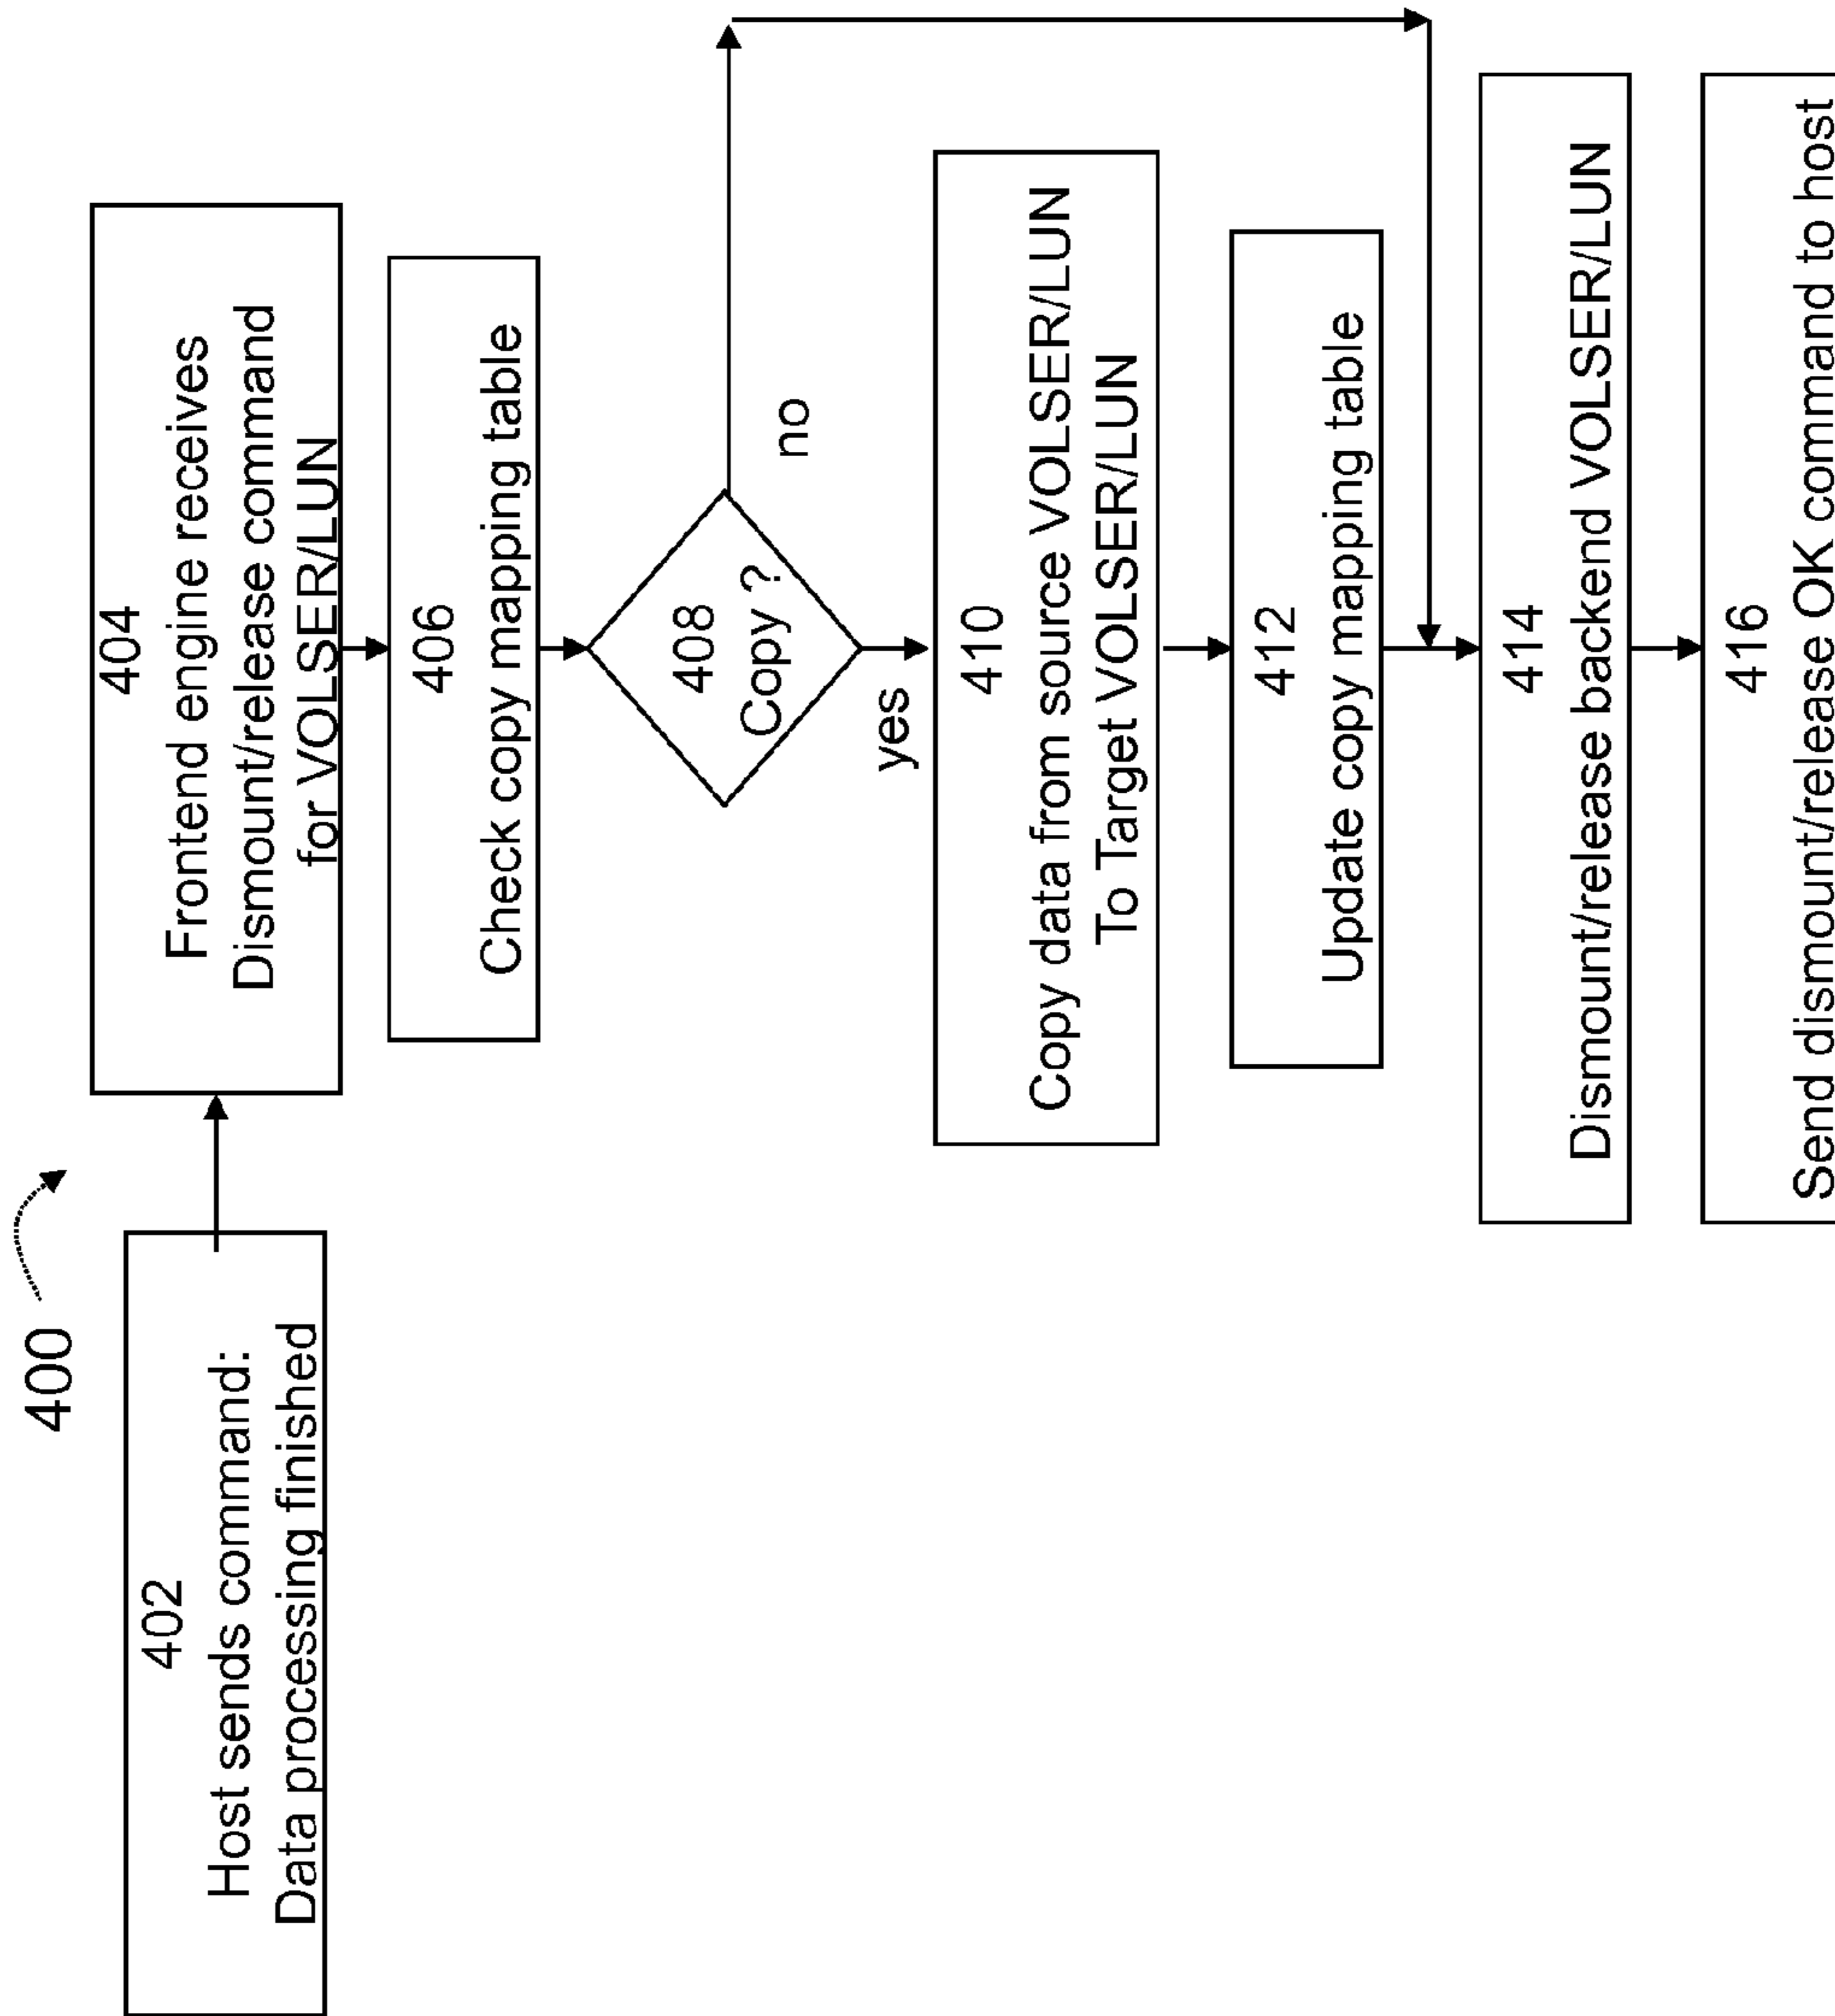 400
402
Host sends command:
Data processing finished
404
Frontend engine receives
Dismount/release command
for VOLSER/LUN
406
Check copy mapping table
408
Copy ?
no
yes
410
Copy data from source VOLSER/LUN
To Target VOLSER/LUN
412
Update copy mapping table
414
Dismount/release backend VOLSER/LUN
416
Send dismount/release OK command to host